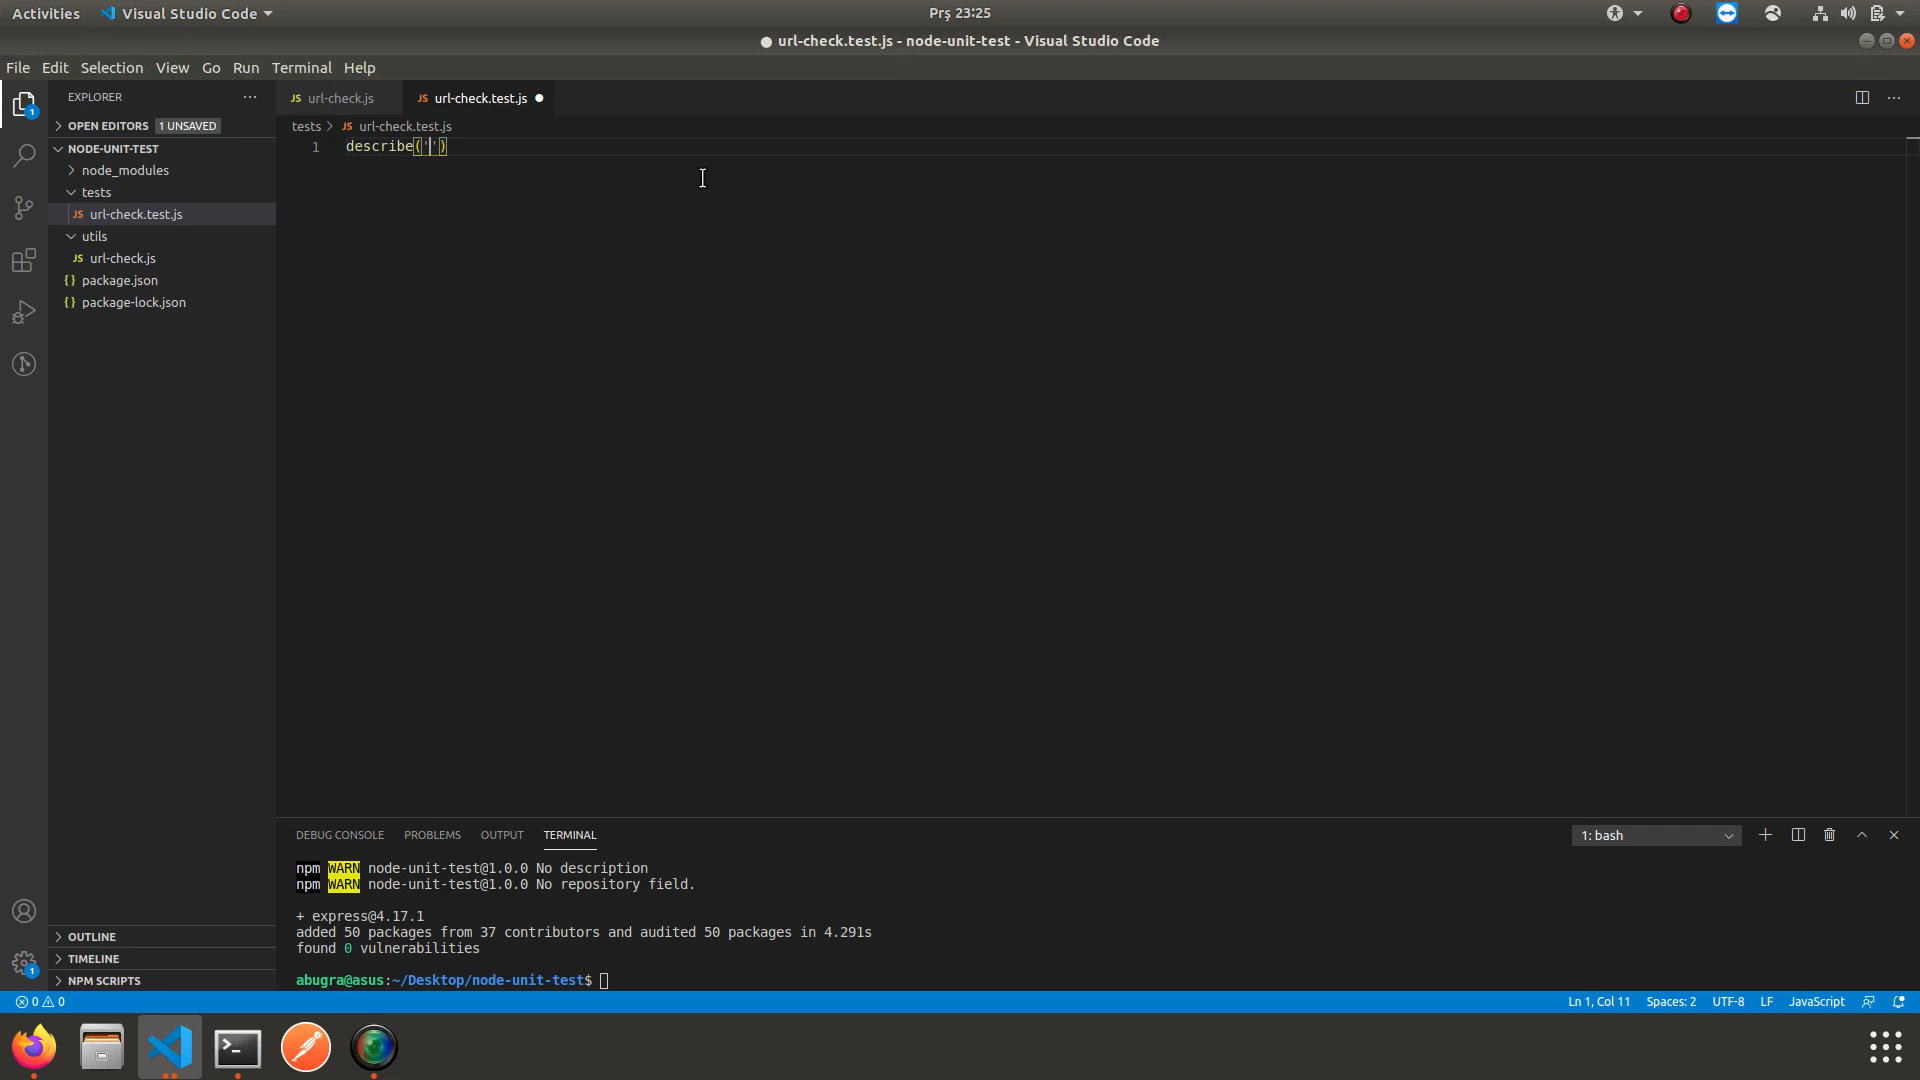 Activities Visual Studio Code Prş 23:25
● url-check.test.js - node-unit-test - Visual Studio Code
File Edit Selection View Go Run Terminal Help
EXPLORER
OPEN EDITORS 1 UNSAVED
NODE-UNIT-TEST
node_modules
tests
JS url-check.test.js
utils
JS url-check.js
{} package.json
{} package-lock.json
OUTLINE
TIMELINE
NPM SCRIPTS
JS url-check.js JS url-check.test.js ●
tests > JS url-check.test.js
1 describe('')
DEBUG CONSOLE PROBLEMS OUTPUT TERMINAL 1: bash
npm WARN node-unit-test@1.0.0 No description
npm WARN node-unit-test@1.0.0 No repository field.
+ express@4.17.1
added 50 packages from 37 contributors and audited 50 packages in 4.291s
found 0 vulnerabilities
abugra@asus:~/Desktop/node-unit-test$
1
1
0 0 Ln 1, Col 11 Spaces: 2 UTF-8 LF JavaScript